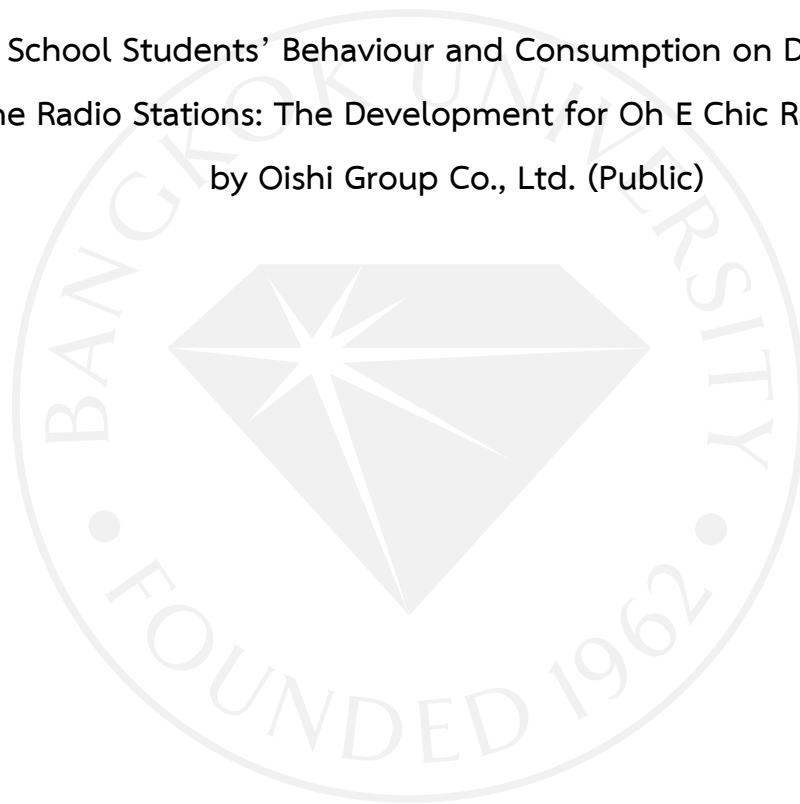 School Students’ Behaviour and Consumption on D
ne Radio Stations: The Development for Oh E Chic R
by Oishi Group Co., Ltd. (Public)
BANGKOK UNIVERSITY
• FOUNDED 1962 •